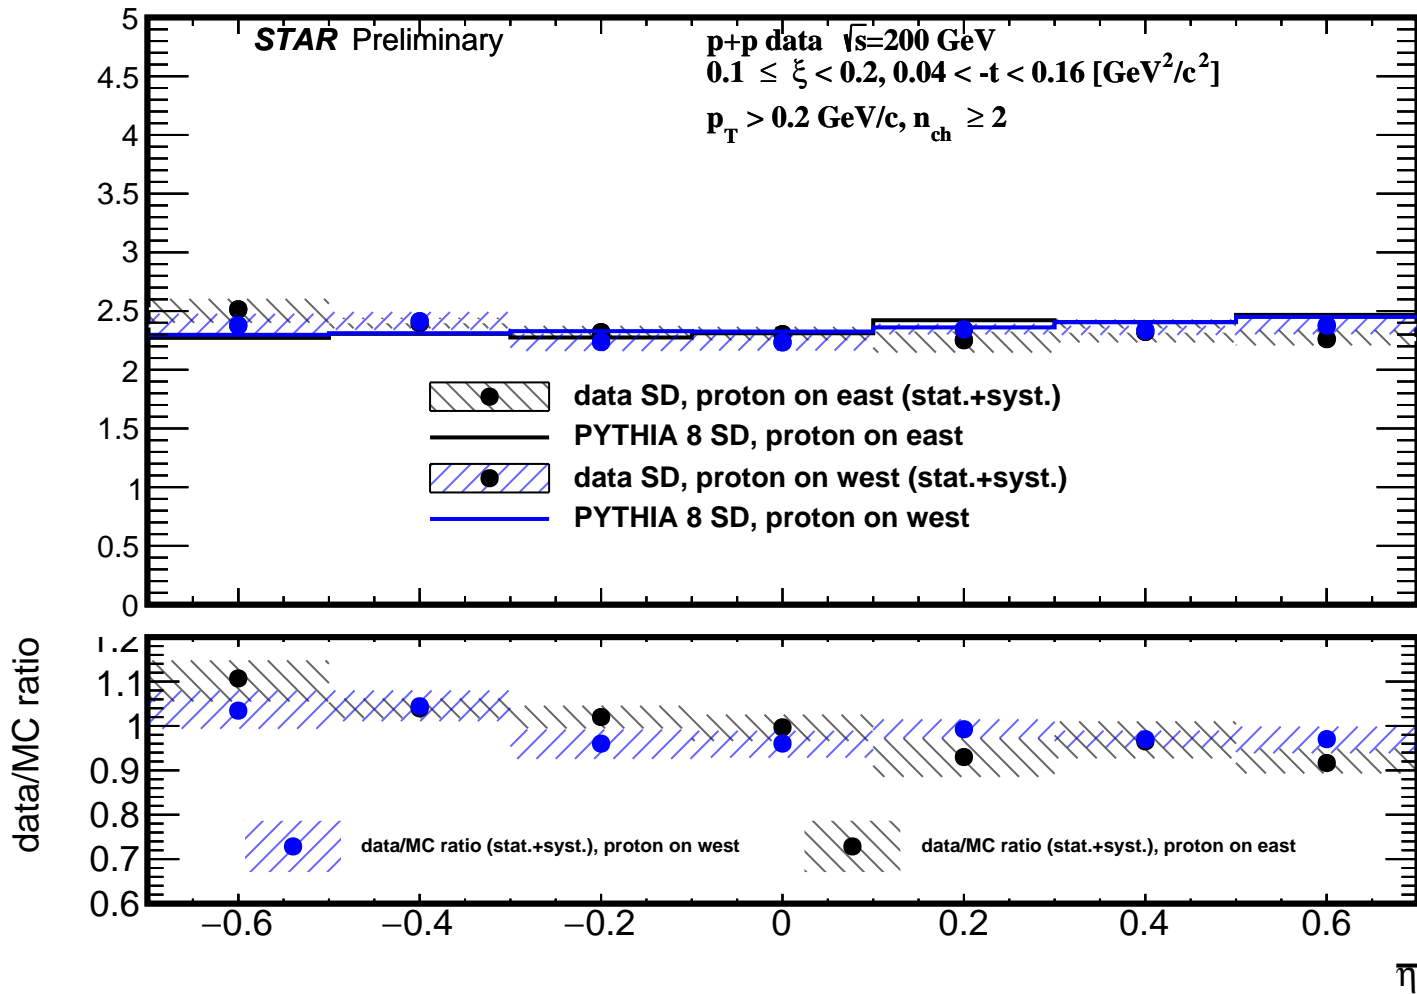 STAR Preliminary
p+p data √s=200 GeV
0.1 ≤ ξ < 0.2, 0.04 < -t < 0.16 [GeV²/c²]
p_T > 0.2 GeV/c, n_ch ≥ 2
5
4.5
4
3.5
3
2.5
2
1.5
1
0.5
0
data SD, proton on east (stat.+syst.)
PYTHIA 8 SD, proton on east
data SD, proton on west (stat.+syst.)
PYTHIA 8 SD, proton on west
data/MC ratio
1.2
1.1
1
0.9
0.8
0.7
0.6
data/MC ratio (stat.+syst.), proton on west
data/MC ratio (stat.+syst.), proton on east
−0.6 −0.4 −0.2 0 0.2 0.4 0.6
η̅